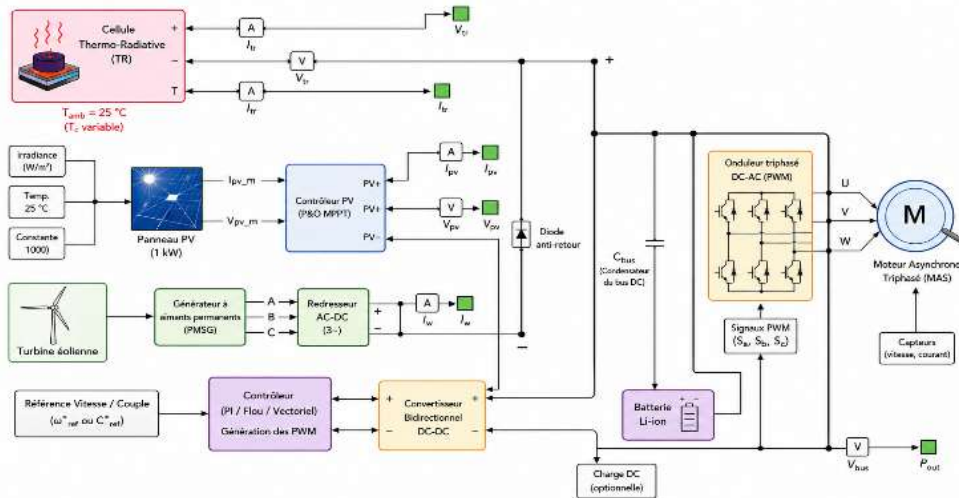 Cellule
Thermo-Radiative
(TR)
+
−
T
A
I_tr
V_tr
V
V_tr
A
I_tr
I_tr
T_amb = 25 °C
(T_c variable)
+
irradiance
(W/m²)
Temp.
25 °C
Constante
1000)
Panneau PV
(1 kW)
I_pv_m
V_pv_m
Contrôleur PV
(P&O MPPT)
PV+
PV+
PV−
A
I_pv
I_pv
V
V_pv
V_pv
Diode
anti-retour
C_bus
(Condensateur
du bus DC)
Onduleur triphasé
DC-AC (PWM)
U
V
W
M
Moteur Asynchrone
Triphasé (MAS)
Signaux PWM
(S_a, S_b, S_c)
Capteurs
(vitesse, courant)
Turbine éolienne
Générateur à
aimants permanents
(PMSG)
A
B
C
Redresseur
AC-DC
(3~)
+
−
A
I_w
I_w
−
Référence Vitesse / Couple
(ω*_ref ou C*_ref)
Contrôleur
(PI / Flou / Vectoriel)
Génération des PWM
+
−
Convertisseur
Bidirectionnel
DC-DC
+
−
Batterie
Li-ion
+ -
Charge DC
(optionnelle)
V
V_bus
P_out